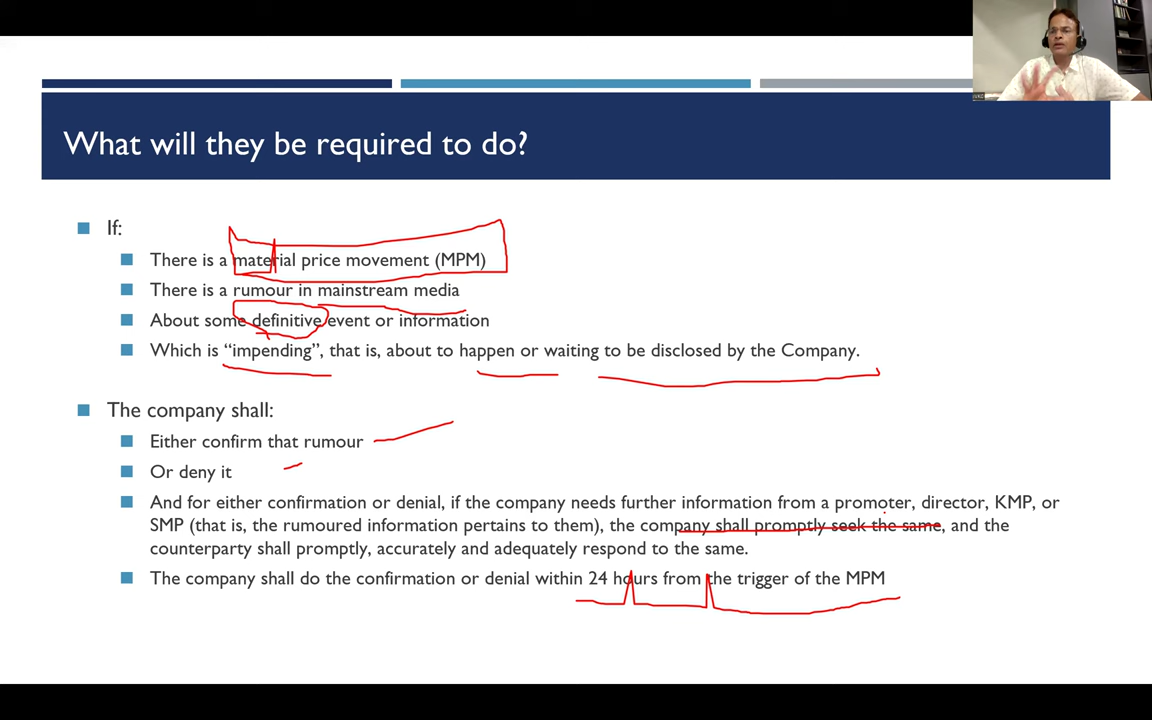 What will they be required to do?
If:
There is a material price movement (MPM)
There is a rumour in mainstream media
About some definitive event or information
Which is “impending”, that is, about to happen or waiting to be disclosed by the Company.
The company shall:
Either confirm that rumour
Or deny it
And for either confirmation or denial, if the company needs further information from a promoter, director, KMP, or
SMP (that is, the rumoured information pertains to them), the company shall promptly seek the same, and the
counterparty shall promptly, accurately and adequately respond to the same.
The company shall do the confirmation or denial within 24 hours from the trigger of the MPM